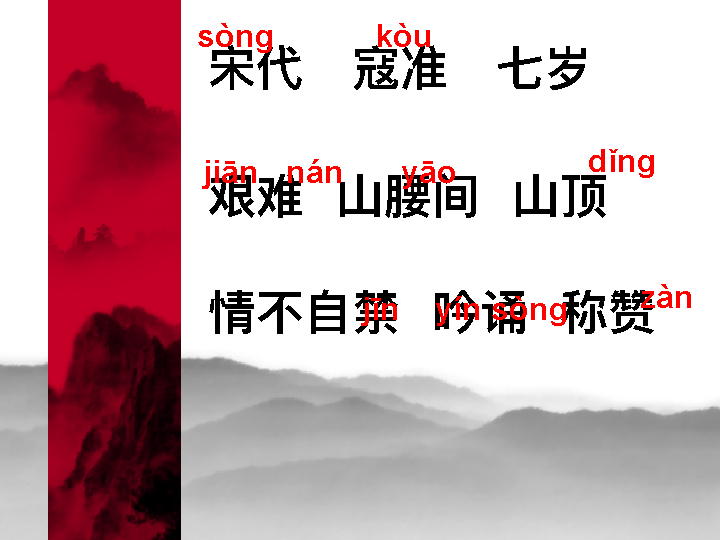 sòng kòu
宋代 寇准 七岁
jiān nán yāo dǐng
艰难 山腰间 山顶
jīn yín sòng zàn
情不自禁 吟诵 称赞